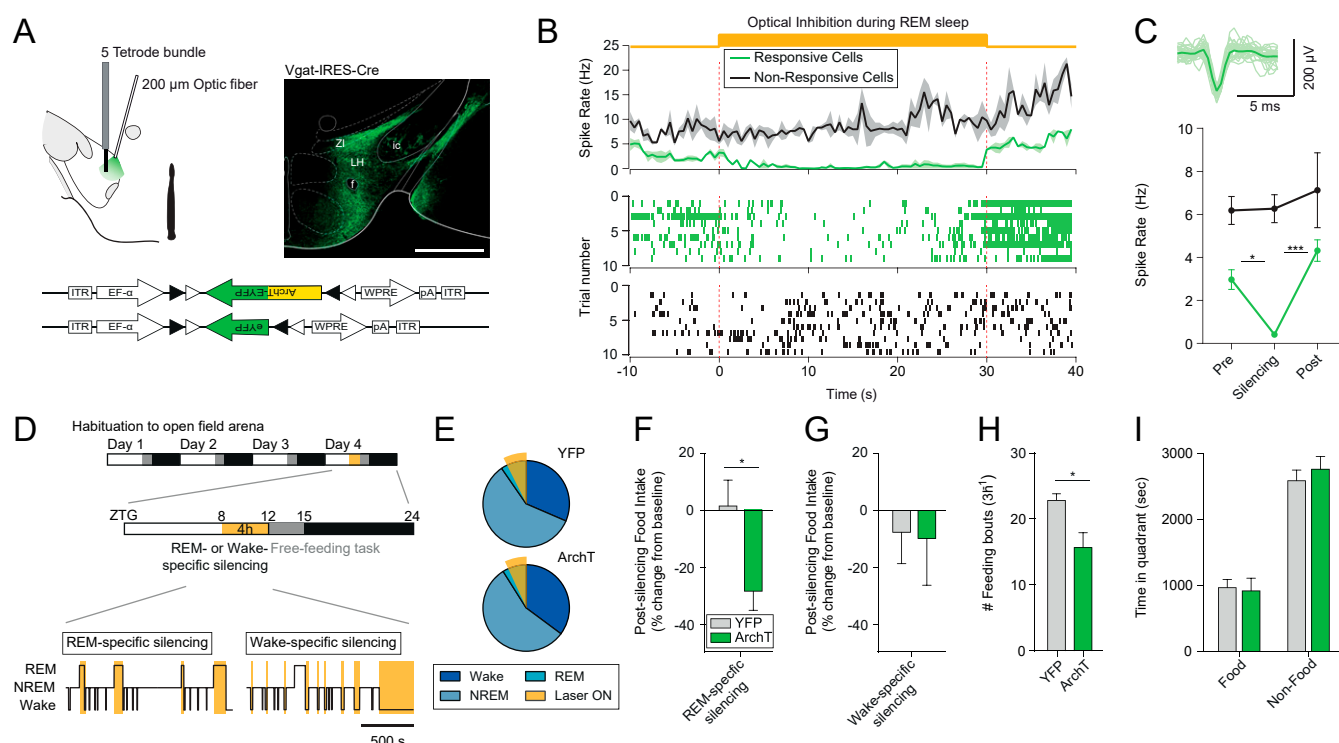 A
5 Tetrode bundle
200 µm Optic fiber
Vgat-IRES-Cre
ZI
ic
LH
f
ITR EF-α ArchT-EYFP WPRE pA ITR
ITR EF-α eYFP WPRE pA ITR
B
Optical Inhibition during REM sleep
Responsive Cells
Non-Responsive Cells
Spike Rate (Hz)
25
20
15
10
5
0
Trial number
0
5
10
0
5
10
-10 0 10 20 30 40
Time (s)
C
200 µV
5 ms
Spike Rate (Hz)
10
8
6
4
2
0
* ***
Pre Silencing Post
D
Habituation to open field arena
Day 1 Day 2 Day 3 Day 4
ZTG 8 12 15 24
4h
REM- or Wake-
specific silencing
Free-feeding task
REM-specific silencing Wake-specific silencing
REM
NREM
Wake
500 s
E
YFP
ArchT
Wake REM
NREM Laser ON
F
Post-silencing Food Intake
(% change from baseline)
20
0
-20
-40
*
YFP
ArchT
REM-specific
silencing
G
Post-silencing Food Intake
(% change from baseline)
20
0
-20
-40
Wake-specific
silencing
H
# Feeding bouts (3h¹)
30
20
10
0
*
YFP ArchT
I
Time in quadrant (sec)
3000
2000
1000
0
Food Non-Food